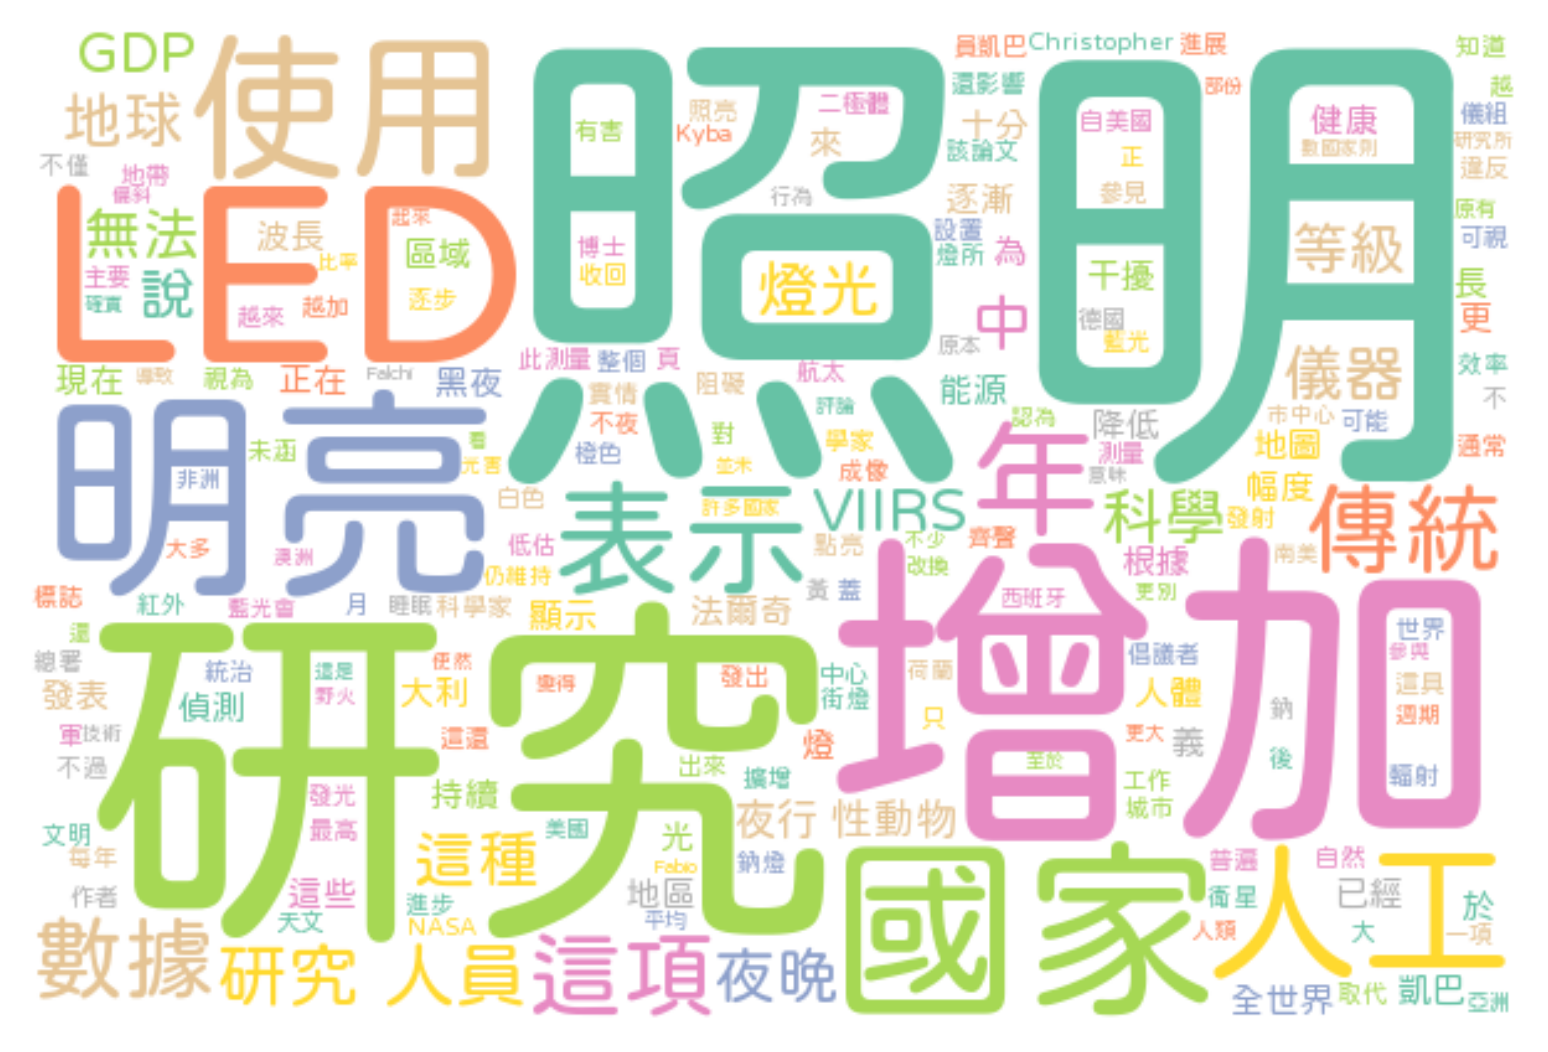 GDP
使用
地球
不僅
地帶
偏斜
LED
無法
波長
起來
區域
比平
主要
說
確實
越來
越加
逐步
現在
導致
視為
正在
Falchi
黑夜
照明
有害
照亮
Kyba
二極體
來
行為
博士
收回
燈光
員凱巴
Christopher
進展
還影響
十分
該論文
逐漸
設置
燈所
為
中
原本
能源
部份
自美國
正
參見
干擾
德國
藍光
健康
數國家則
等級
儀器
知道
越
儀組
研究所
違反
原有
可視
長
更
效率
不
通常
此測量
整個
頁
實情
不夜
橙色
阻礙
航太
評論
對
學家
並未
成像
認為
降低
測量
意味
市中心
可能
地圖
幅度
明亮
未涵
非洲
看
元害
大多
澳洲
白色
低估
仍維持
表示
許多國家
VIIRS
年
科學
發射
傳統
點亮
不少
改換
齊聲
根據
更別
南美
標誌
紅外
藍光會
月
睡眠
科學家
顯示
法爾奇
黃
蓋
增加
西班牙
倡議者
世界
參與
這具
週期
輻射
還
總署
發表
統治
偵測
這是
野火
使然
大利
這還
研究
變得
發出
中心
街燈
荷蘭
只
人體
更大
義
鈉
後
軍
技術
不過
發光
最高
持續
出來
擴增
燈
至於
工作
城市
文明
每年
作者
這些
天文
這種
進步
NASA
美國
光
Fabio
地區
平均
鈉燈
夜行
性動物
國家
普遍
衛星
人類
自然
人工
已經
大
於
一項
數據
研究
人員
這項
夜晚
全世界
取代
凱巴
亞洲